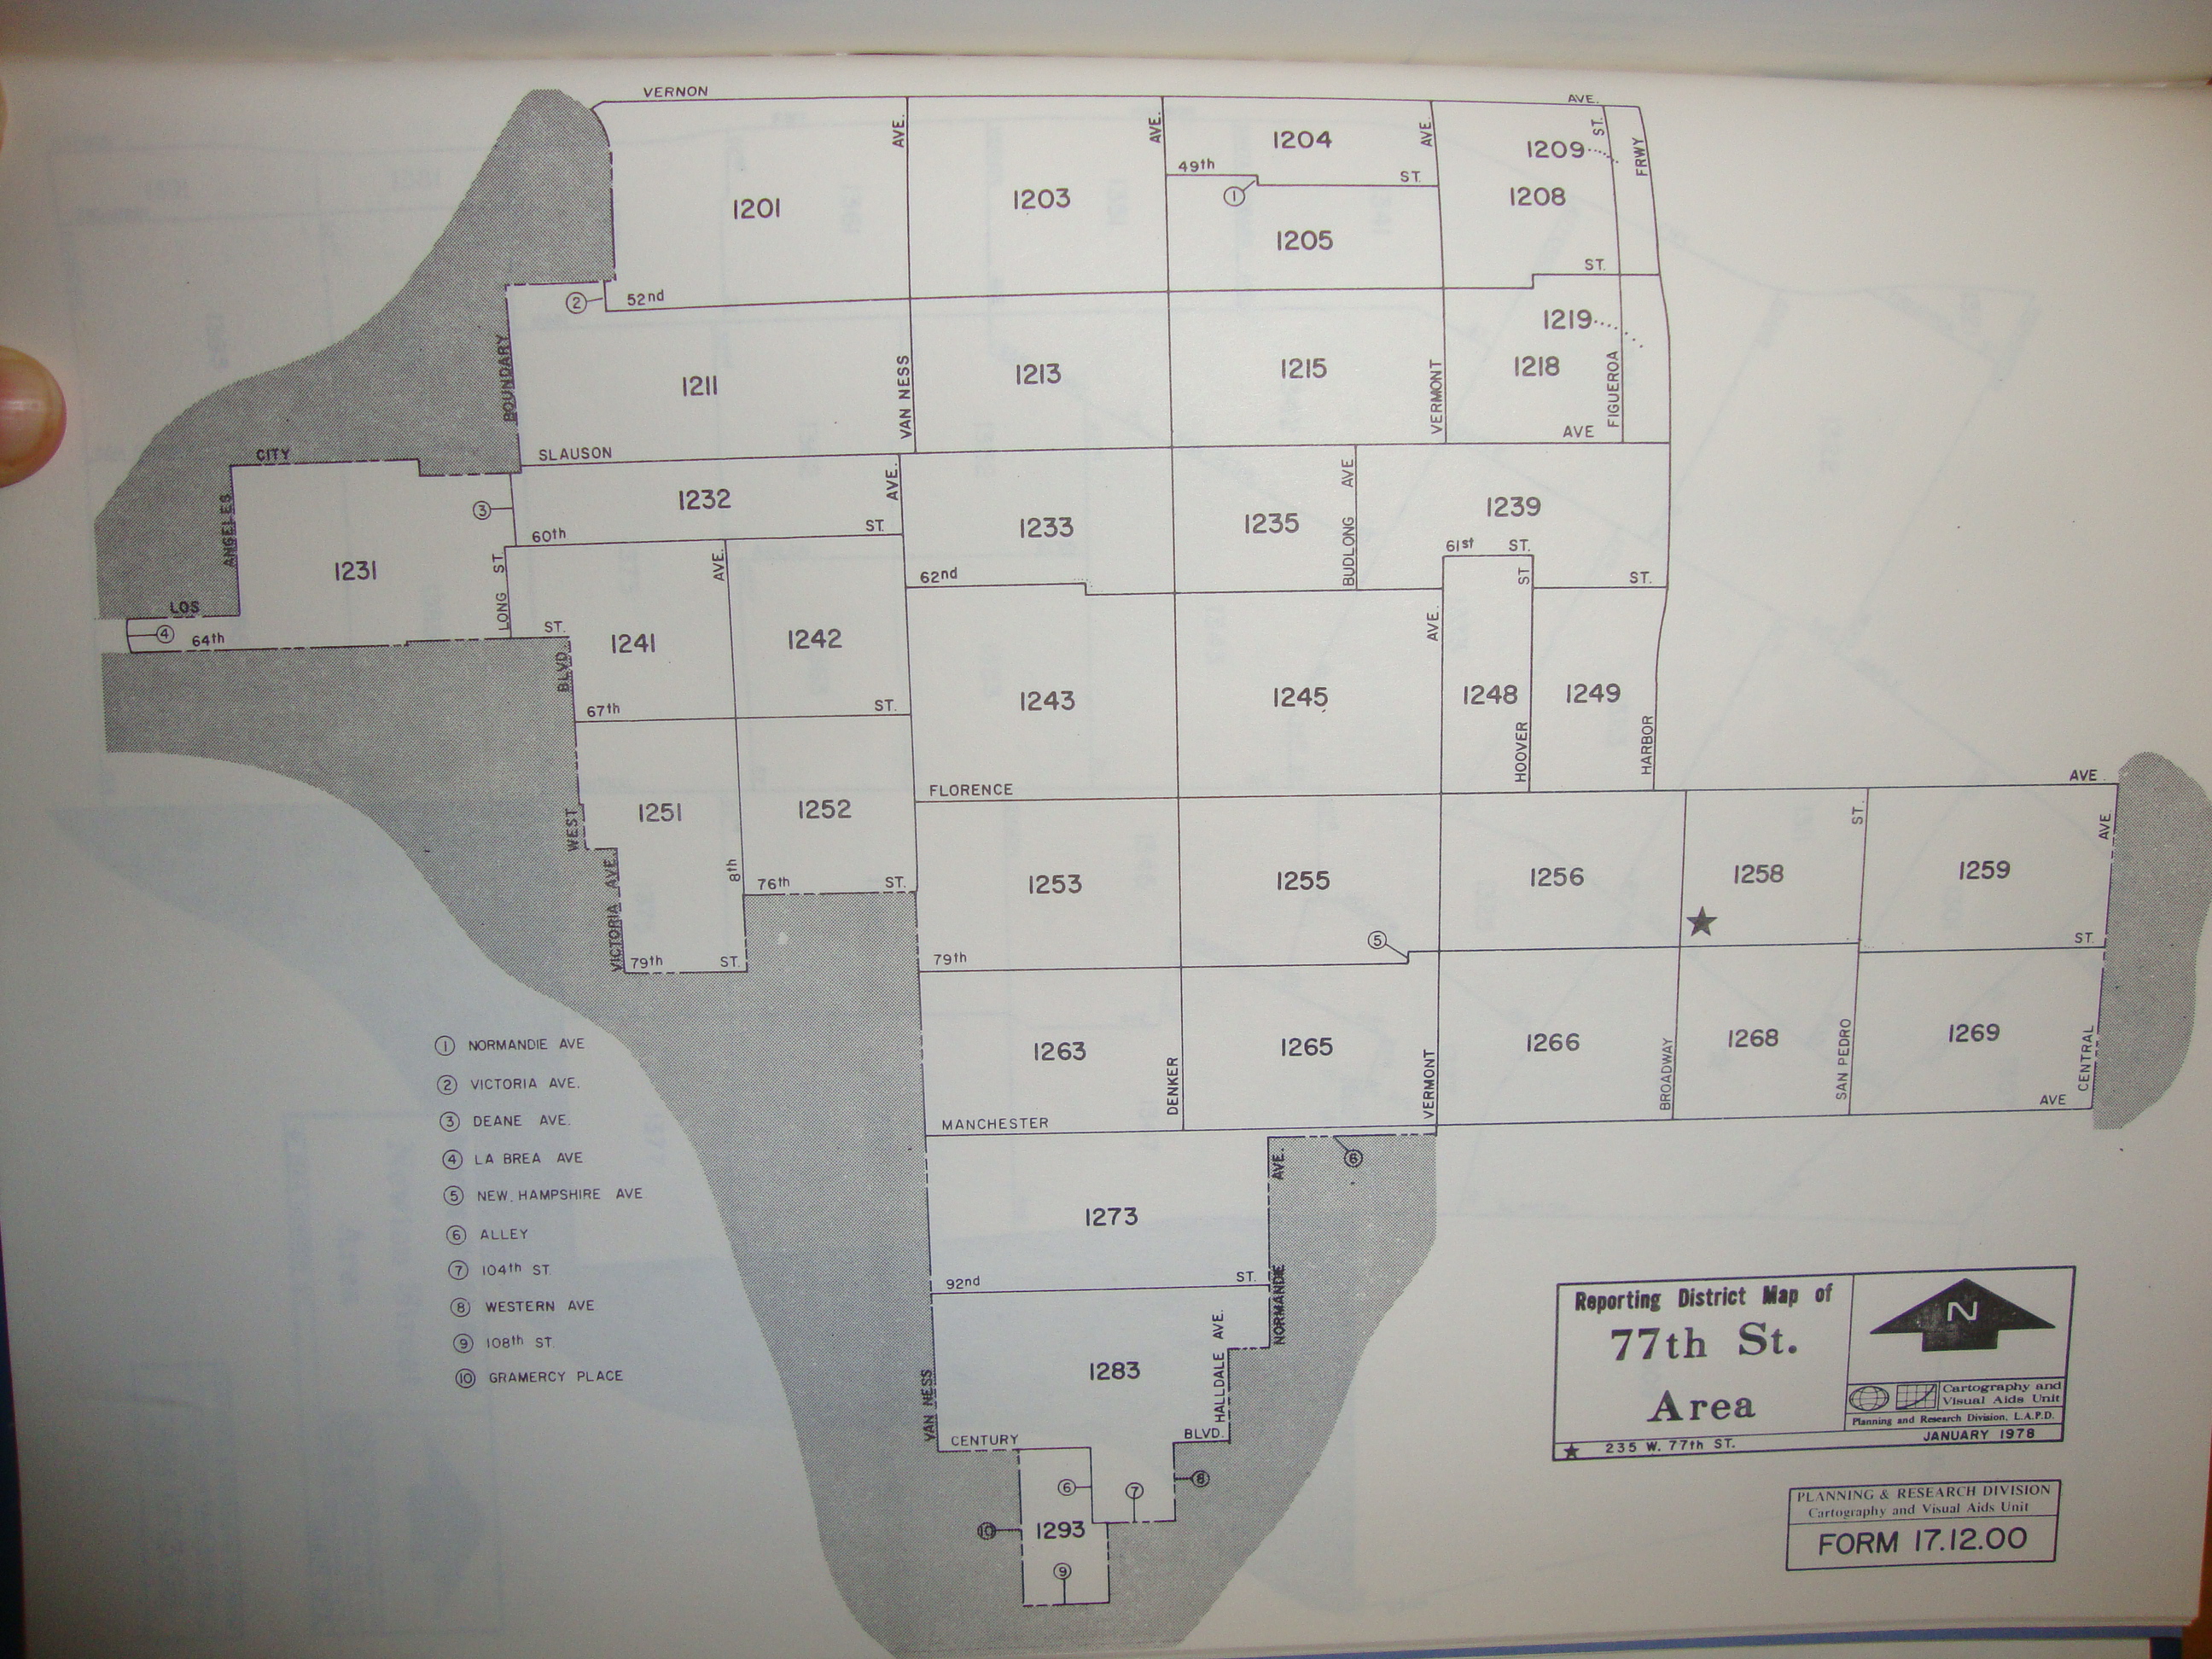 VERNON
AVE.
AVE.
AVE.
AVE.
ST.
FRWY
1201
1203
1204
49th
ST.
①
1205
1209
1208
ST.
②
52nd
BOUNDARY
1211
VAN NESS
1213
1215
VERMONT
1219
1218
FIGUEROA
AVE
CITY
SLAUSON
ANGELES
③
1232
AVE.
60th
ST.
1233
1235
BUDLONG AVE
1239
61st ST.
ST
1231
LONG ST.
AVE.
62nd
ST.
LOS
④
64th
ST.
BLVD.
1241
1242
1243
1245
AVE.
1248
1249
HOOVER
HARBOR
67th
ST.
FLORENCE
AVE.
WEST
1251
8th
1252
VICTORIA AVE.
76th
ST.
79th
ST.
1253
1255
1256
1258
ST.
1259
AVE.
⑤
★
79th
ST.
1263
DENKER
1265
VERMONT
1266
BROADWAY
1268
SAN PEDRO
1269
CENTRAL
MANCHESTER
AVE
⑥
AVE.
1273
92nd
ST.
NORMANDIE
1283
HALLDALE AVE.
VAN NESS
CENTURY
BLVD.
⑥
⑦
⑧
⑩
1293
⑨
① NORMANDIE AVE
② VICTORIA AVE.
③ DEANE AVE.
④ LA BREA AVE
⑤ NEW HAMPSHIRE AVE
⑥ ALLEY
⑦ 104th ST.
⑧ WESTERN AVE
⑨ 108th ST.
⑩ GRAMERCY PLACE
Reporting District Map of
77th St.
Area
N
Cartography and
Visual Aids Unit
Planning and Research Division, L.A.P.D.
★ 235 W. 77th ST.
JANUARY 1978
PLANNING & RESEARCH DIVISION
Cartography and Visual Aids Unit
FORM 17.12.00